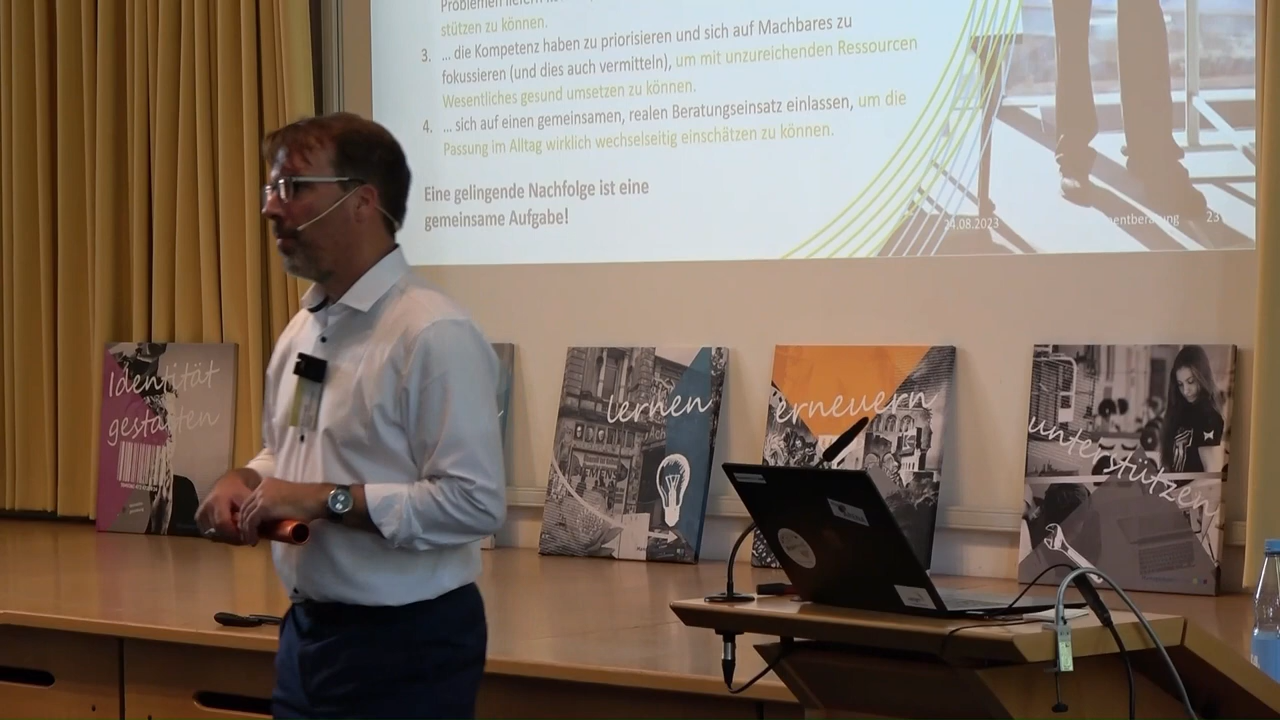 Problemen
stützen zu können.
3. ... die Kompetenz haben zu priorisieren und sich auf Machbares zu
fokussieren (und dies auch vermitteln), um mit unzureichenden Ressourcen
Wesentliches gesund umsetzen zu können.
4. ... sich auf einen gemeinsamen, realen Beratungseinsatz einlassen, um die
Passung im Alltag wirklich wechselseitig einschätzen zu können.
Eine gelingende Nachfolge ist eine
gemeinsame Aufgabe!
24.08.2023
23
Identität
gestalten
lernen
erneuern
unterstützen